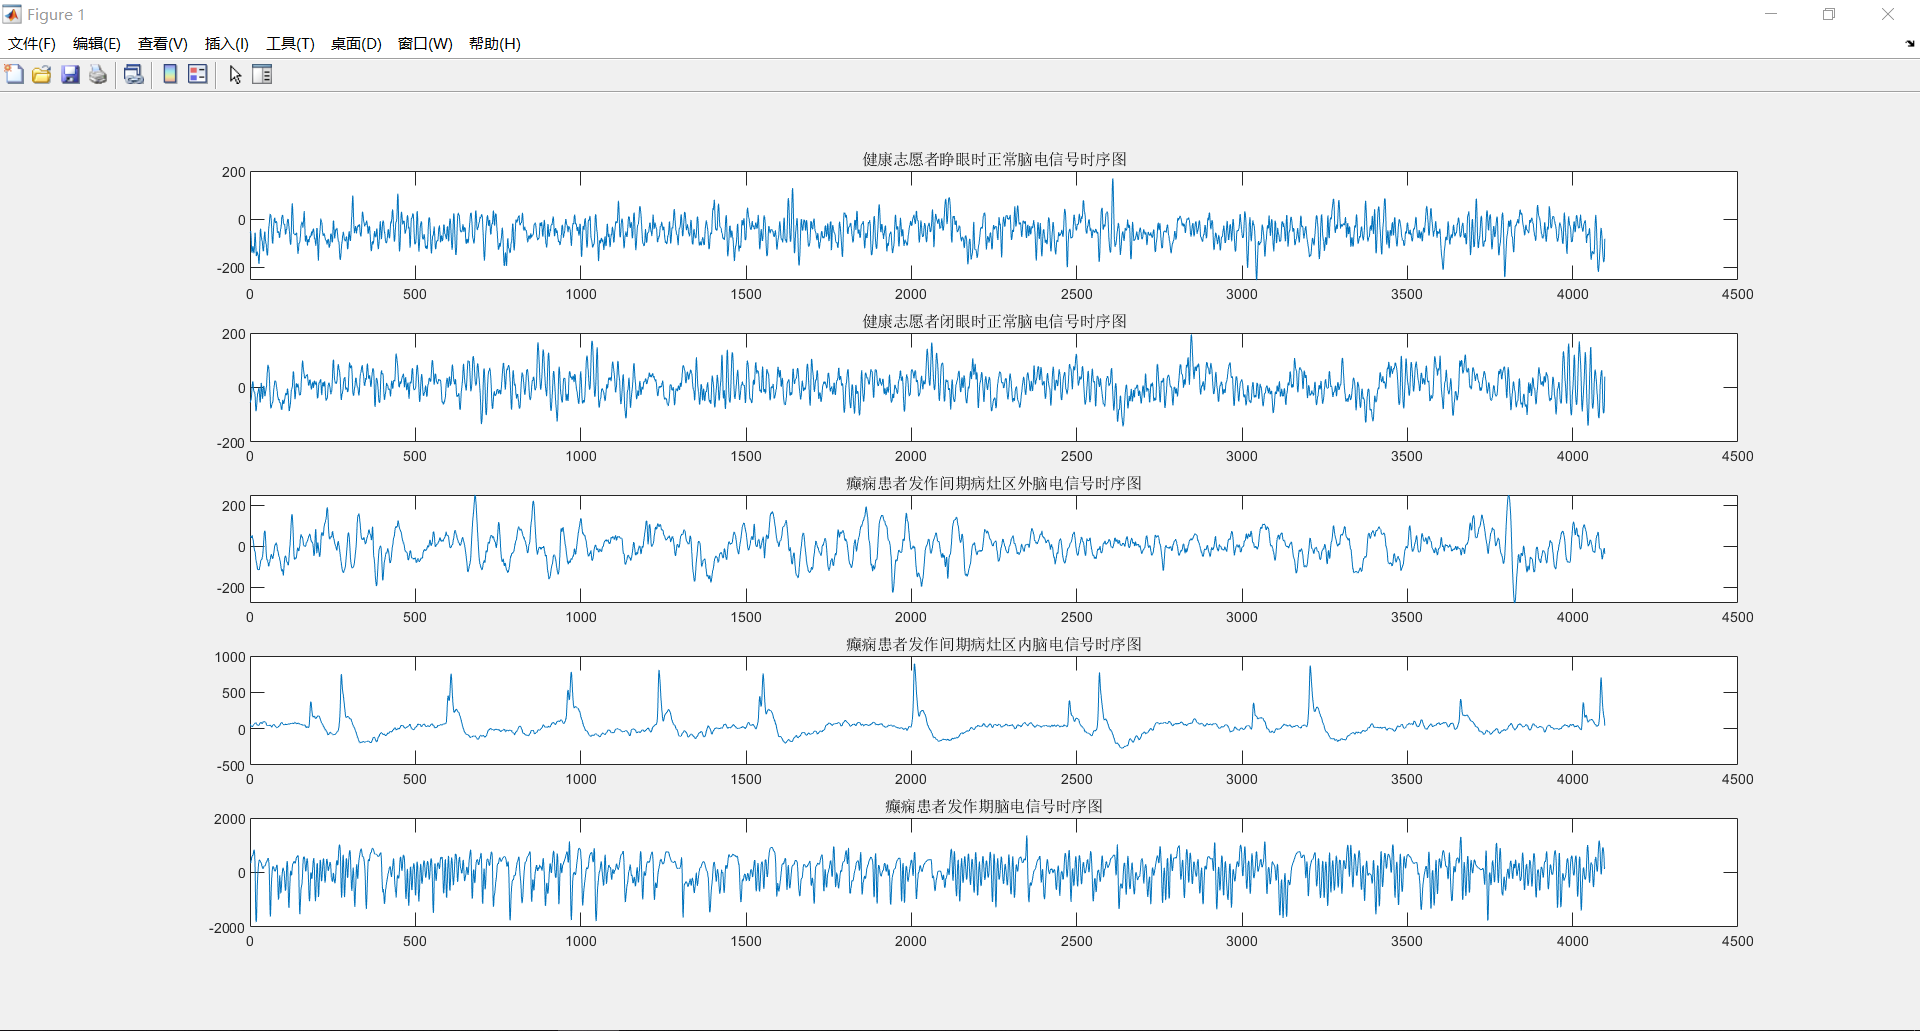 Figure 1
文件(F) 编辑(E) 查看(V) 插入(I) 工具(T) 桌面(D) 窗口(W) 帮助(H)
健康志愿者睁眼时正常脑电信号时序图
200
0
-200
0 500 1000 1500 2000 2500 3000 3500 4000 4500
健康志愿者闭眼时正常脑电信号时序图
200
0
-200
0 500 1000 1500 2000 2500 3000 3500 4000 4500
癫痫患者发作间期病灶区外脑电信号时序图
200
0
-200
0 500 1000 1500 2000 2500 3000 3500 4000 4500
癫痫患者发作间期病灶区内脑电信号时序图
1000
500
0
-500
0 500 1000 1500 2000 2500 3000 3500 4000 4500
癫痫患者发作期脑电信号时序图
2000
0
-2000
0 500 1000 1500 2000 2500 3000 3500 4000 4500